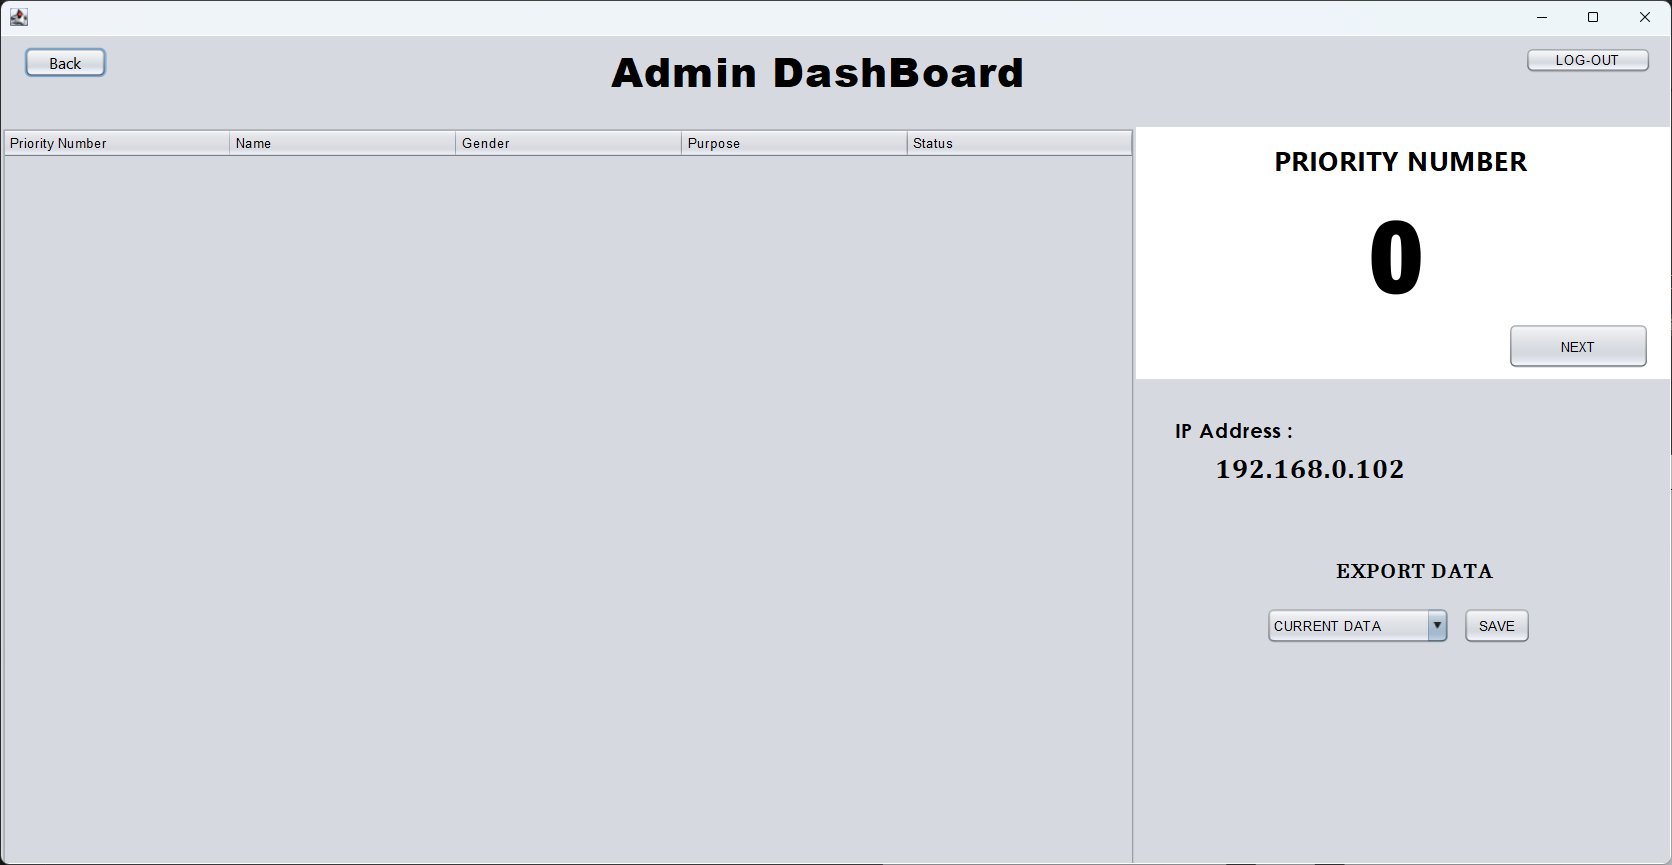 Back
Admin DashBoard
LOG-OUT
Priority Number Name Gender Purpose Status
PRIORITY NUMBER
0
NEXT
IP Address :
192.168.0.102
EXPORT DATA
CURRENT DATA
SAVE